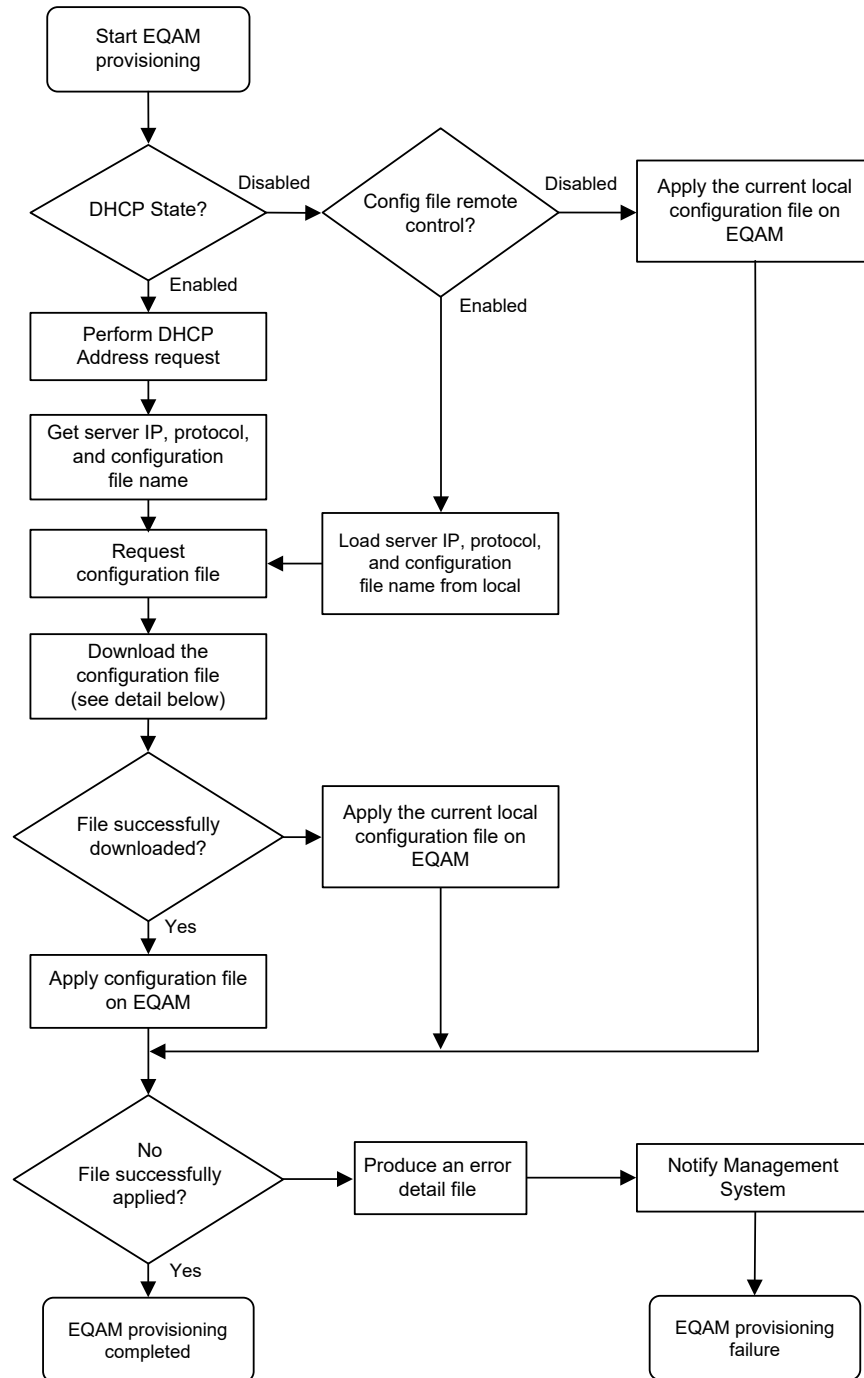 Start EQAM
provisioning
DHCP State?
Disabled
Config file remote
control?
Disabled
Apply the current local
configuration file on
EQAM
Enabled
Enabled
Perform DHCP
Address request
Get server IP, protocol,
and configuration
file name
Request
configuration file
Load server IP, protocol,
and configuration
file name from local
Download the
configuration file
(see detail below)
File successfully
downloaded?
Apply the current local
configuration file on
EQAM
Yes
Apply configuration file
on EQAM
No
File successfully
applied?
Produce an error
detail file
Notify Management
System
Yes
EQAM provisioning
completed
EQAM provisioning
failure